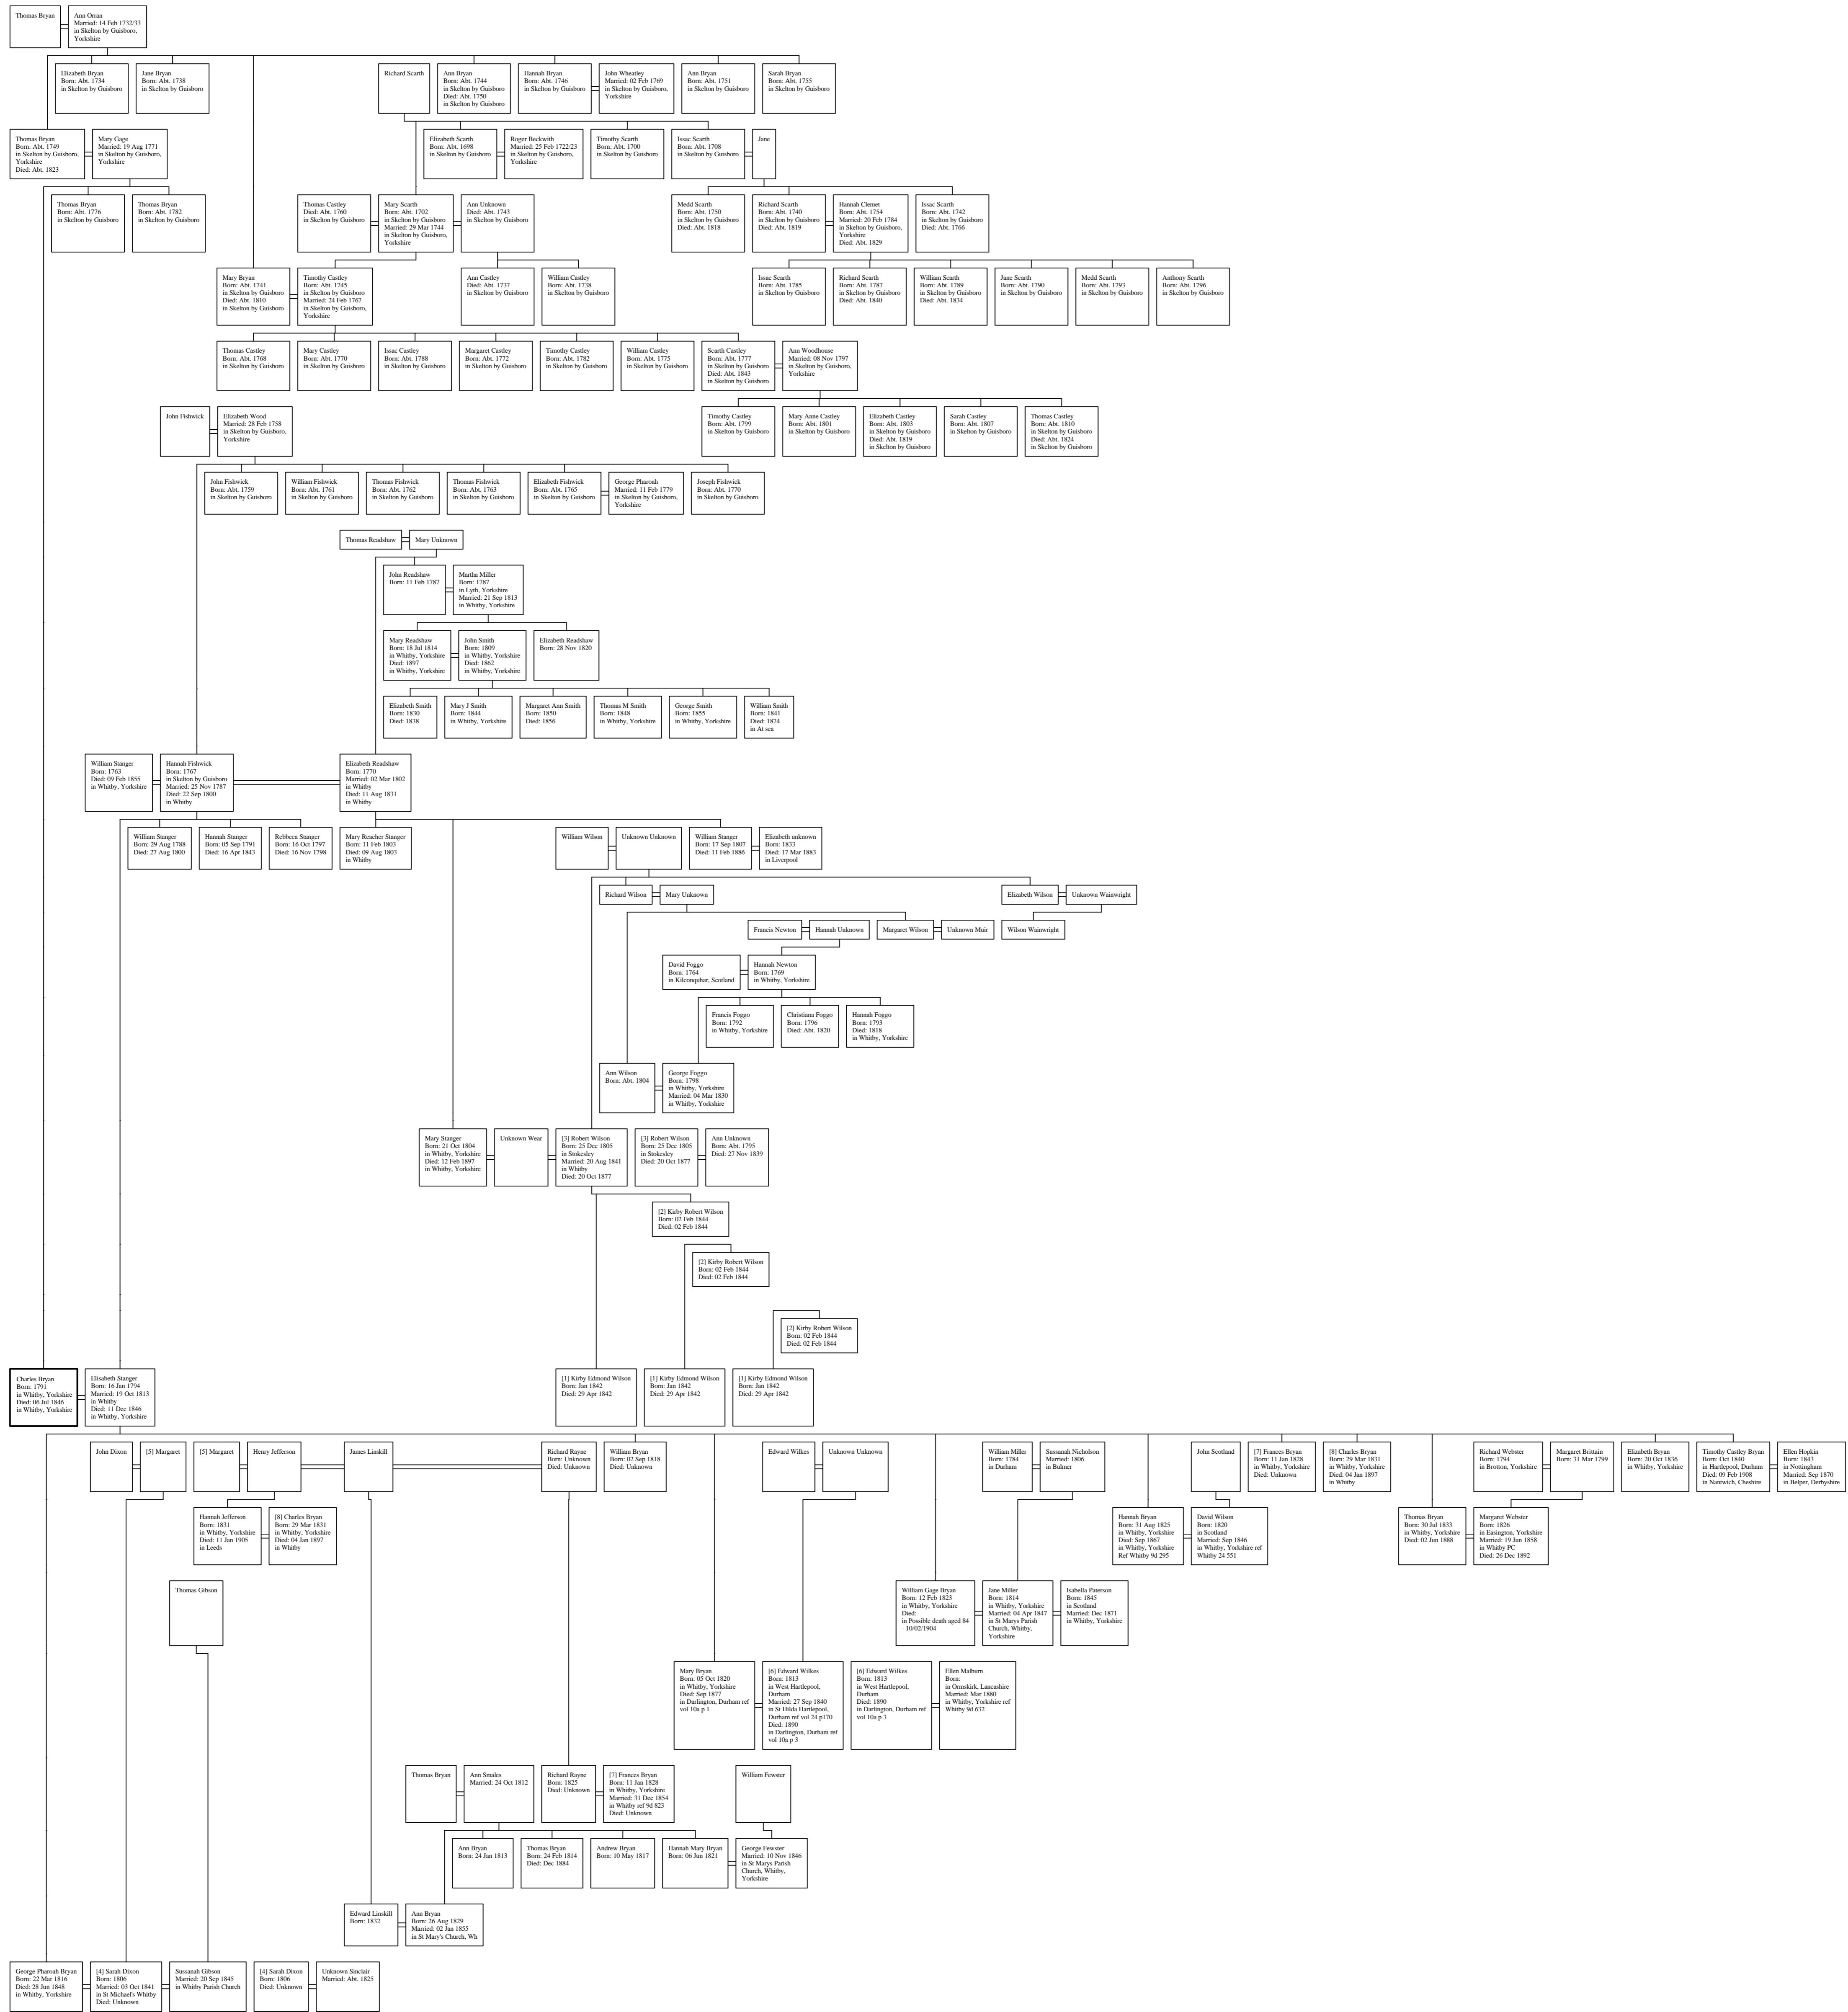 Thomas Bryan
Ann Orran
Married: 14 Feb 1732/33
in Skelton by Guisboro,
Yorkshire
Elizabeth Bryan
Born: Abt. 1734
in Skelton by Guisboro
Jane Bryan
Born: Abt. 1738
in Skelton by Guisboro
Richard Scarth
Ann Bryan
Born: Abt. 1744
in Skelton by Guisboro
Died: Abt. 1750
in Skelton by Guisboro
Hannah Bryan
Born: Abt. 1746
in Skelton by Guisboro
John Wheatley
Married: 02 Feb 1769
in Skelton by Guisboro,
Yorkshire
Ann Bryan
Born: Abt. 1751
in Skelton by Guisboro
Sarah Bryan
Born: Abt. 1755
in Skelton by Guisboro
Thomas Bryan
Born: Abt. 1749
in Skelton by Guisboro,
Yorkshire
Died: Abt. 1823
Mary Gage
Married: 19 Aug 1771
in Skelton by Guisboro,
Yorkshire
Elizabeth Scarth
Born: Abt. 1698
in Skelton by Guisboro
Roger Beckwith
Married: 25 Feb 1722/23
in Skelton by Guisboro,
Yorkshire
Timothy Scarth
Born: Abt. 1700
in Skelton by Guisboro
Issac Scarth
Born: Abt. 1708
in Skelton by Guisboro
Jane
Thomas Bryan
Born: Abt. 1776
in Skelton by Guisboro
Thomas Bryan
Born: Abt. 1782
in Skelton by Guisboro
Thomas Castley
Died: Abt. 1760
in Skelton by Guisboro
Mary Scarth
Born: Abt. 1702
in Skelton by Guisboro
Married: 29 Mar 1744
in Skelton by Guisboro,
Yorkshire
Ann Unknown
Died: Abt. 1743
in Skelton by Guisboro
Medd Scarth
Born: Abt. 1750
in Skelton by Guisboro
Died: Abt. 1818
Richard Scarth
Born: Abt. 1740
in Skelton by Guisboro
Died: Abt. 1819
Hannah Clemet
Born: Abt. 1754
Married: 20 Feb 1784
in Skelton by Guisboro,
Yorkshire
Died: Abt. 1829
Issac Scarth
Born: Abt. 1742
in Skelton by Guisboro
Died: Abt. 1766
Mary Bryan
Born: Abt. 1741
in Skelton by Guisboro
Died: Abt. 1810
in Skelton by Guisboro
Timothy Castley
Born: Abt. 1745
in Skelton by Guisboro
Married: 24 Feb 1767
in Skelton by Guisboro,
Yorkshire
Ann Castley
Died: Abt. 1737
in Skelton by Guisboro
William Castley
Born: Abt. 1738
in Skelton by Guisboro
Issac Scarth
Born: Abt. 1785
in Skelton by Guisboro
Richard Scarth
Born: Abt. 1787
in Skelton by Guisboro
Died: Abt. 1840
William Scarth
Born: Abt. 1789
in Skelton by Guisboro
Died: Abt. 1834
Jane Scarth
Born: Abt. 1790
in Skelton by Guisboro
Medd Scarth
Born: Abt. 1793
in Skelton by Guisboro
Anthony Scarth
Born: Abt. 1796
in Skelton by Guisboro
Thomas Castley
Born: Abt. 1768
in Skelton by Guisboro
Mary Castley
Born: Abt. 1770
in Skelton by Guisboro
Issac Castley
Born: Abt. 1788
in Skelton by Guisboro
Margaret Castley
Born: Abt. 1772
in Skelton by Guisboro
Timothy Castley
Born: Abt. 1782
in Skelton by Guisboro
William Castley
Born: Abt. 1775
in Skelton by Guisboro
Scarth Castley
Born: Abt. 1777
in Skelton by Guisboro
Died: Abt. 1843
in Skelton by Guisboro
Ann Woodhouse
Married: 08 Nov 1797
in Skelton by Guisboro,
Yorkshire
John Fishwick
Elizabeth Wood
Married: 28 Feb 1758
in Skelton by Guisboro,
Yorkshire
Timothy Castley
Born: Abt. 1799
in Skelton by Guisboro
Mary Anne Castley
Born: Abt. 1801
in Skelton by Guisboro
Elizabeth Castley
Born: Abt. 1803
in Skelton by Guisboro
Died: Abt. 1819
in Skelton by Guisboro
Sarah Castley
Born: Abt. 1807
in Skelton by Guisboro
Thomas Castley
Born: Abt. 1810
in Skelton by Guisboro
Died: Abt. 1824
in Skelton by Guisboro
John Fishwick
Born: Abt. 1759
in Skelton by Guisboro
William Fishwick
Born: Abt. 1761
in Skelton by Guisboro
Thomas Fishwick
Born: Abt. 1762
in Skelton by Guisboro
Thomas Fishwick
Born: Abt. 1763
in Skelton by Guisboro
Elizabeth Fishwick
Born: Abt. 1765
in Skelton by Guisboro
George Pharoah
Married: 11 Feb 1779
in Skelton by Guisboro,
Yorkshire
Joseph Fishwick
Born: Abt. 1770
in Skelton by Guisboro
Thomas Readshaw
Mary Unknown
John Readshaw
Born: 11 Feb 1787
Martha Miller
Born: 1787
in Lyth, Yorkshire
Married: 21 Sep 1813
in Whitby, Yorkshire
Mary Readshaw
Born: 18 Jul 1814
in Whitby, Yorkshire
Died: 1897
in Whitby, Yorkshire
John Smith
Born: 1809
in Whitby, Yorkshire
Died: 1862
in Whitby, Yorkshire
Elizabeth Readshaw
Born: 28 Nov 1820
Elizabeth Smith
Born: 1830
Died: 1838
Mary J Smith
Born: 1844
in Whitby, Yorkshire
Margaret Ann Smith
Born: 1850
Died: 1856
Thomas M Smith
Born: 1848
in Whitby, Yorkshire
George Smith
Born: 1855
in Whitby, Yorkshire
William Smith
Born: 1841
Died: 1874
in At sea
William Stanger
Born: 1763
Died: 09 Feb 1855
in Whitby, Yorkshire
Hannah Fishwick
Born: 1767
in Skelton by Guisboro
Married: 25 Nov 1787
Died: 22 Sep 1800
in Whitby
Elizabeth Readshaw
Born: 1770
Married: 02 Mar 1802
in Whitby
Died: 11 Aug 1831
in Whitby
William Stanger
Born: 29 Aug 1788
Died: 27 Aug 1800
Hannah Stanger
Born: 05 Sep 1791
Died: 16 Apr 1843
Rebbeca Stanger
Born: 16 Oct 1797
Died: 16 Nov 1798
Mary Reacher Stanger
Born: 11 Feb 1803
Died: 09 Aug 1803
in Whitby
William Wilson
Unknown Unknown
William Stanger
Born: 17 Sep 1807
Died: 11 Feb 1886
Elizabeth unknown
Born: 1833
Died: 17 Mar 1883
in Liverpool
Richard Wilson
Mary Unknown
Elizabeth Wilson
Unknown Wainwright
Francis Newton
Hannah Unknown
Margaret Wilson
Unknown Muir
Wilson Wainwright
David Foggo
Born: 1764
in Kilconquhar, Scotland
Hannah Newton
Born: 1769
in Whitby, Yorkshire
Francis Foggo
Born: 1792
in Whitby, Yorkshire
Christiana Foggo
Born: 1796
Died: Abt. 1820
Hannah Foggo
Born: 1793
Died: 1818
in Whitby, Yorkshire
Ann Wilson
Born: Abt. 1804
George Foggo
Born: 1798
in Whitby, Yorkshire
Married: 04 Mar 1830
in Whitby, Yorkshire
Mary Stanger
Born: 21 Oct 1804
in Whitby, Yorkshire
Died: 12 Feb 1897
in Whitby, Yorkshire
Unknown Wear
[3] Robert Wilson
Born: 25 Dec 1805
in Stokesley
Married: 20 Aug 1841
in Whitby
Died: 20 Oct 1877
[3] Robert Wilson
Born: 25 Dec 1805
in Stokesley
Died: 20 Oct 1877
Ann Unknown
Born: Abt. 1795
Died: 27 Nov 1839
[2] Kirby Robert Wilson
Born: 02 Feb 1844
Died: 02 Feb 1844
[2] Kirby Robert Wilson
Born: 02 Feb 1844
Died: 02 Feb 1844
[2] Kirby Robert Wilson
Born: 02 Feb 1844
Died: 02 Feb 1844
Charles Bryan
Born: 1791
in Whitby, Yorkshire
Died: 06 Jul 1846
in Whitby, Yorkshire
Elisabeth Stanger
Born: 16 Jan 1794
Married: 19 Oct 1813
in Whitby
Died: 11 Dec 1846
in Whitby, Yorkshire
[1] Kirby Edmond Wilson
Born: Jan 1842
Died: 29 Apr 1842
[1] Kirby Edmond Wilson
Born: Jan 1842
Died: 29 Apr 1842
[1] Kirby Edmond Wilson
Born: Jan 1842
Died: 29 Apr 1842
John Dixon
[5] Margaret
[5] Margaret
Henry Jefferson
James Linskill
Richard Rayne
Born: Unknown
Died: Unknown
William Bryan
Born: 02 Sep 1818
Died: Unknown
Edward Wilkes
Unknown Unknown
William Miller
Born: 1784
in Durham
Sussanah Nicholson
Married: 1806
in Bulmer
John Scotland
[7] Frances Bryan
Born: 11 Jan 1828
in Whitby, Yorkshire
Died: Unknown
[8] Charles Bryan
Born: 29 Mar 1831
in Whitby, Yorkshire
Died: 04 Jan 1897
in Whitby
Richard Webster
Born: 1794
in Brotton, Yorkshire
Margaret Brittain
Born: 31 Mar 1799
Elizabeth Bryan
Born: 20 Oct 1836
in Whitby, Yorkshire
Timothy Castley Bryan
Born: Oct 1840
in Hartlepool, Durham
Died: 09 Feb 1908
in Nantwich, Cheshire
Ellen Hopkin
Born: 1843
in Nottingham
Married: Sep 1870
in Belper, Derbyshire
Hannah Jefferson
Born: 1831
in Whitby, Yorkshire
Died: 11 Jan 1905
in Leeds
[8] Charles Bryan
Born: 29 Mar 1831
in Whitby, Yorkshire
Died: 04 Jan 1897
in Whitby
Hannah Bryan
Born: 31 Aug 1825
in Whitby, Yorkshire
Died: Sep 1867
in Whitby, Yorkshire
Ref Whitby 9d 295
David Wilson
Born: 1820
in Scotland
Married: Sep 1846
in Whitby, Yorkshire ref
Whitby 24 551
Thomas Bryan
Born: 30 Jul 1833
in Whitby, Yorkshire
Died: 02 Jun 1888
Margaret Webster
Born: 1826
in Easington, Yorkshire
Married: 19 Jun 1858
in Whitby PC
Died: 26 Dec 1892
Thomas Gibson
William Gage Bryan
Born: 12 Feb 1823
in Whitby, Yorkshire
Died:
in Possible death aged 84
- 10/02/1904
Jane Miller
Born: 1814
in Whitby, Yorkshire
Married: 04 Apr 1847
in St Marys Parish
Church, Whitby,
Yorkshire
Isabella Paterson
Born: 1845
in Scotland
Married: Dec 1871
in Whitby, Yorkshire
Mary Bryan
Born: 05 Oct 1820
in Whitby, Yorkshire
Died: Sep 1877
in Darlington, Durham ref
vol 10a p 1
[6] Edward Wilkes
Born: 1813
in West Hartlepool,
Durham
Married: 27 Sep 1840
in St Hilda Hartlepool,
Durham ref vol 24 p170
Died: 1890
in Darlington, Durham ref
vol 10a p 3
[6] Edward Wilkes
Born: 1813
in West Hartlepool,
Durham
Died: 1890
in Darlington, Durham ref
vol 10a p 3
Ellen Malburn
Born:
in Ormskirk, Lancashire
Married: Mar 1880
in Whitby, Yorkshire ref
Whitby 9d 632
Thomas Bryan
Ann Smales
Married: 24 Oct 1812
Richard Rayne
Born: 1825
Died: Unknown
[7] Frances Bryan
Born: 11 Jan 1828
in Whitby, Yorkshire
Married: 31 Dec 1854
in Whitby ref 9d 823
Died: Unknown
William Fewster
Ann Bryan
Born: 24 Jan 1813
Thomas Bryan
Born: 24 Feb 1814
Died: Dec 1884
Andrew Bryan
Born: 10 May 1817
Hannah Mary Bryan
Born: 06 Jun 1821
George Fewster
Married: 10 Nov 1846
in St Marys Parish
Church, Whitby,
Yorkshire
Edward Linskill
Born: 1832
Ann Bryan
Born: 26 Aug 1829
Married: 02 Jan 1855
in St Mary's Church, Wh
George Pharoah Bryan
Born: 22 Mar 1816
Died: 28 Jun 1848
in Whitby, Yorkshire
[4] Sarah Dixon
Born: 1806
Married: 03 Oct 1841
in St Michael's Whitby
Died: Unknown
Sussanah Gibson
Married: 20 Sep 1845
in Whitby Parish Church
[4] Sarah Dixon
Born: 1806
Died: Unknown
Unknown Sinclair
Married: Abt. 1825